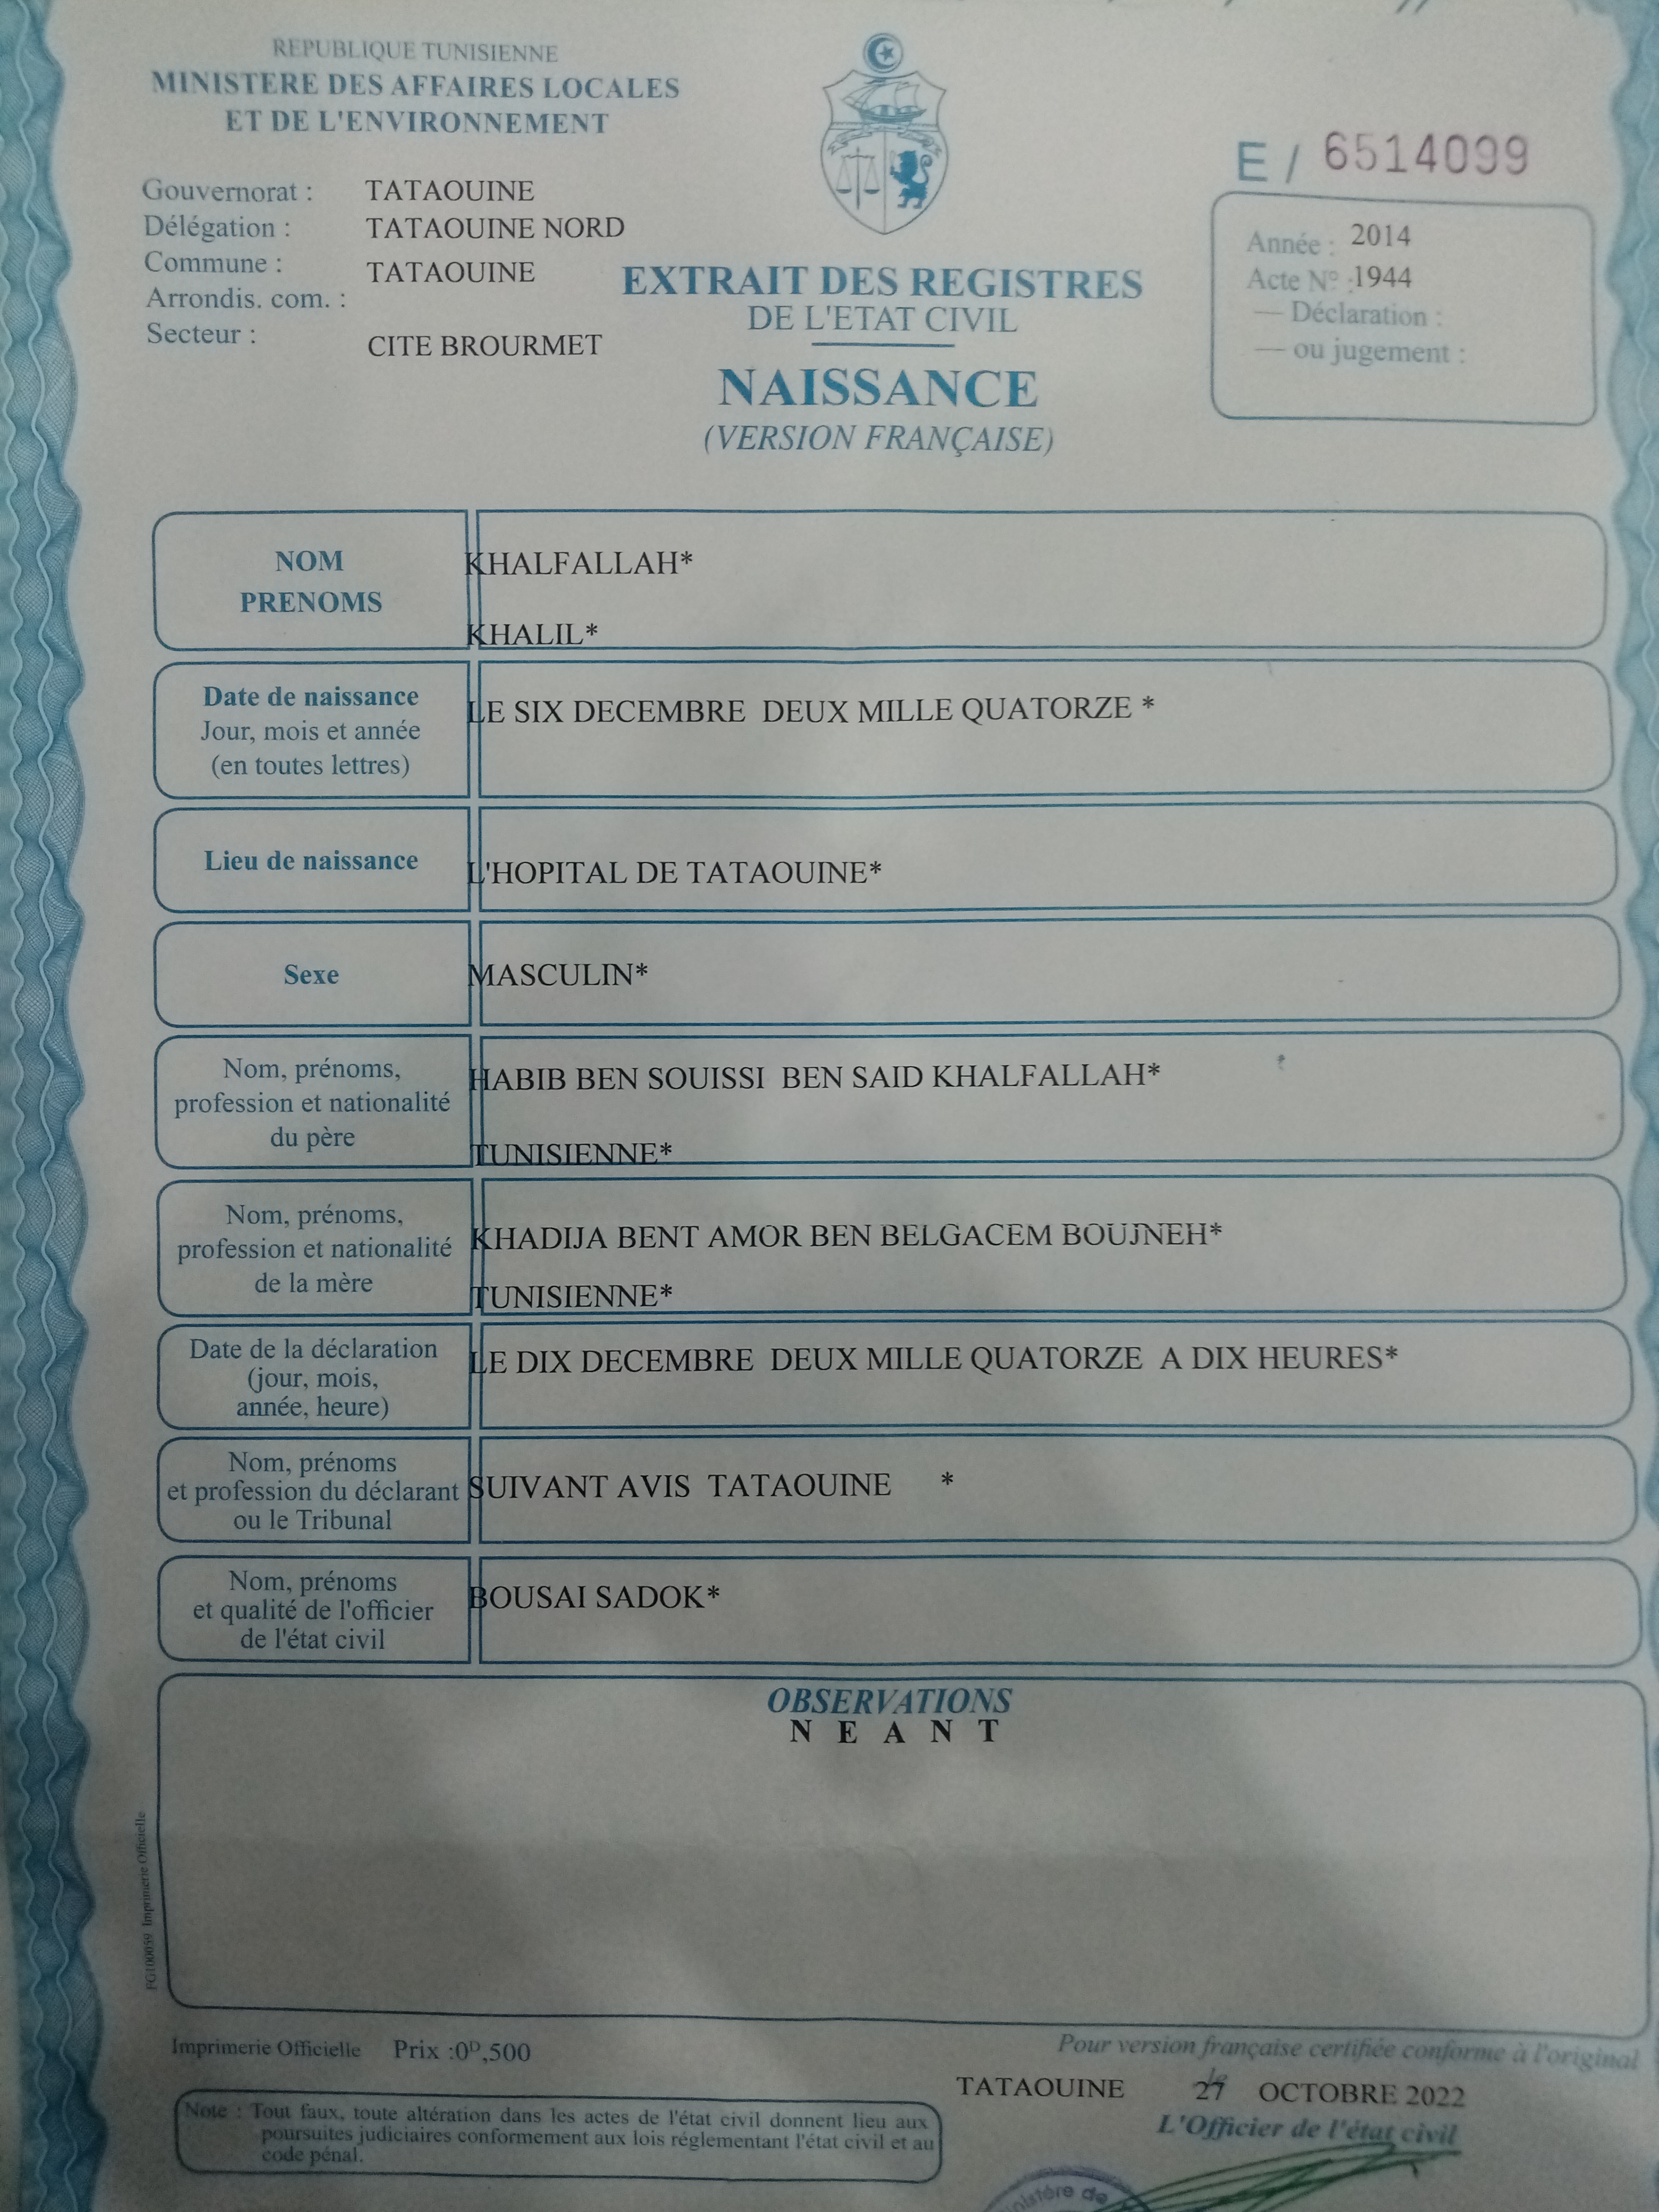 REPUBLIQUE TUNISIENNE
MINISTERE DES AFFAIRES LOCALES
ET DE L'ENVIRONNEMENT
E / 6514099
Gouvernorat : TATAOUINE
Délégation : TATAOUINE NORD
Commune : TATAOUINE
Arrondis. com. :
Secteur : CITE BROURMET
EXTRAIT DES REGISTRES
DE L'ETAT CIVIL
NAISSANCE
(VERSION FRANÇAISE)
Année : 2014
Acte Nº : 1944
— Déclaration :
— ou jugement :
NOM
PRENOMS
KHALFALLAH*
KHALIL*
Date de naissance
Jour, mois et année
(en toutes lettres)
LE SIX DECEMBRE DEUX MILLE QUATORZE *
Lieu de naissance
L'HOPITAL DE TATAOUINE*
Sexe
MASCULIN*
Nom, prénoms,
profession et nationalité
du père
HABIB BEN SOUISSI BEN SAID KHALFALLAH*
TUNISIENNE*
Nom, prénoms,
profession et nationalité
de la mère
KHADIJA BENT AMOR BEN BELGACEM BOUJNEH*
TUNISIENNE*
Date de la déclaration
(jour, mois,
année, heure)
LE DIX DECEMBRE DEUX MILLE QUATORZE A DIX HEURES*
Nom, prénoms
et profession du déclarant
ou le Tribunal
SUIVANT AVIS TATAOUINE *
Nom, prénoms
et qualité de l'officier
de l'état civil
BOUSAI SADOK*
OBSERVATIONS
N E A N T
FG100059 Imprimerie Officielle
Imprimerie Officielle Prix :0ᴰ,500
Pour version française certifiée conforme à l'original
TATAOUINE le 27 OCTOBRE 2022
L'Officier de l'état civil
Note : Tout faux, toute altération dans les actes de l'état civil donnent lieu aux
poursuites judiciaires conformement aux lois réglementant l'état civil et au
code pénal.